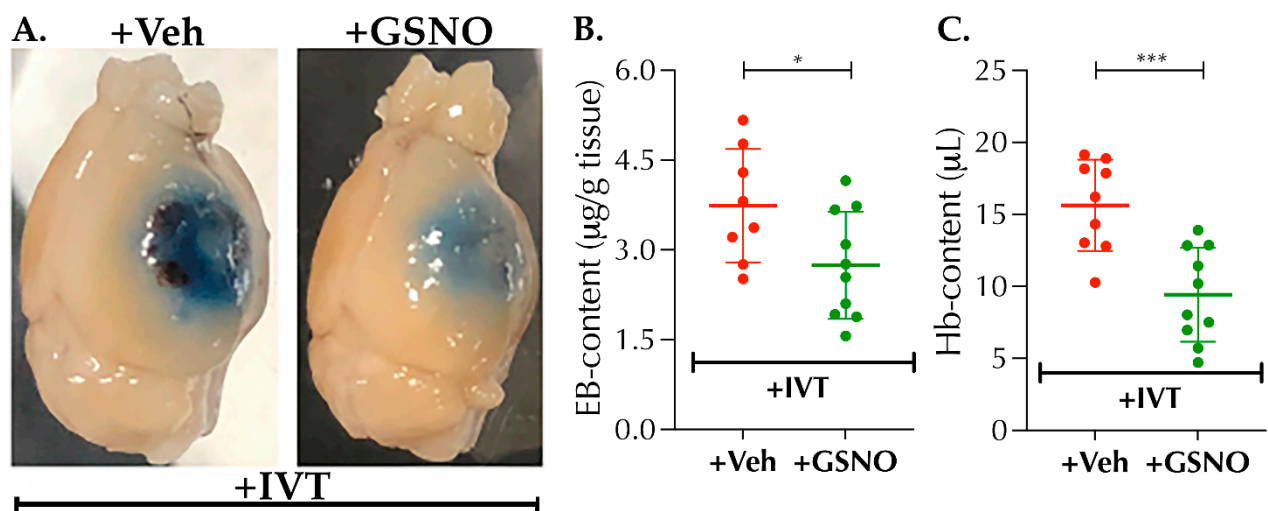 A.
+Veh
+GSNO
+IVT
B.
EB-content (µg/g tissue)
6.0
4.5
3.0
1.5
0.0
*
+IVT
+Veh
+GSNO
C.
Hb-content (µL)
25
20
15
10
5
0
***
+IVT
+Veh
+GSNO